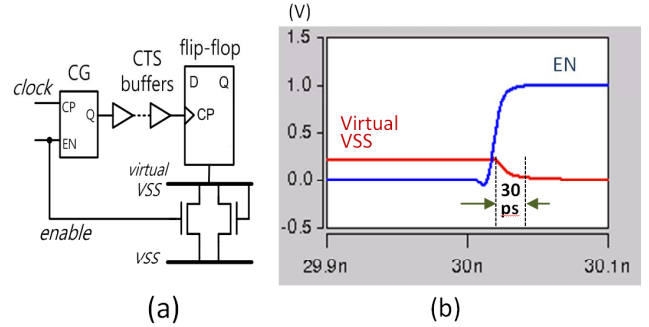 (V)
flip-flop
CTS
buffers
CG
clock
CP
Q
EN
D Q
CP
virtual
VSS
enable
VSS
(a)
1.5
1.0
0.5
0.0
-0.5
EN
Virtual
VSS
30
ps
29.9n
30n
30.1n
(b)